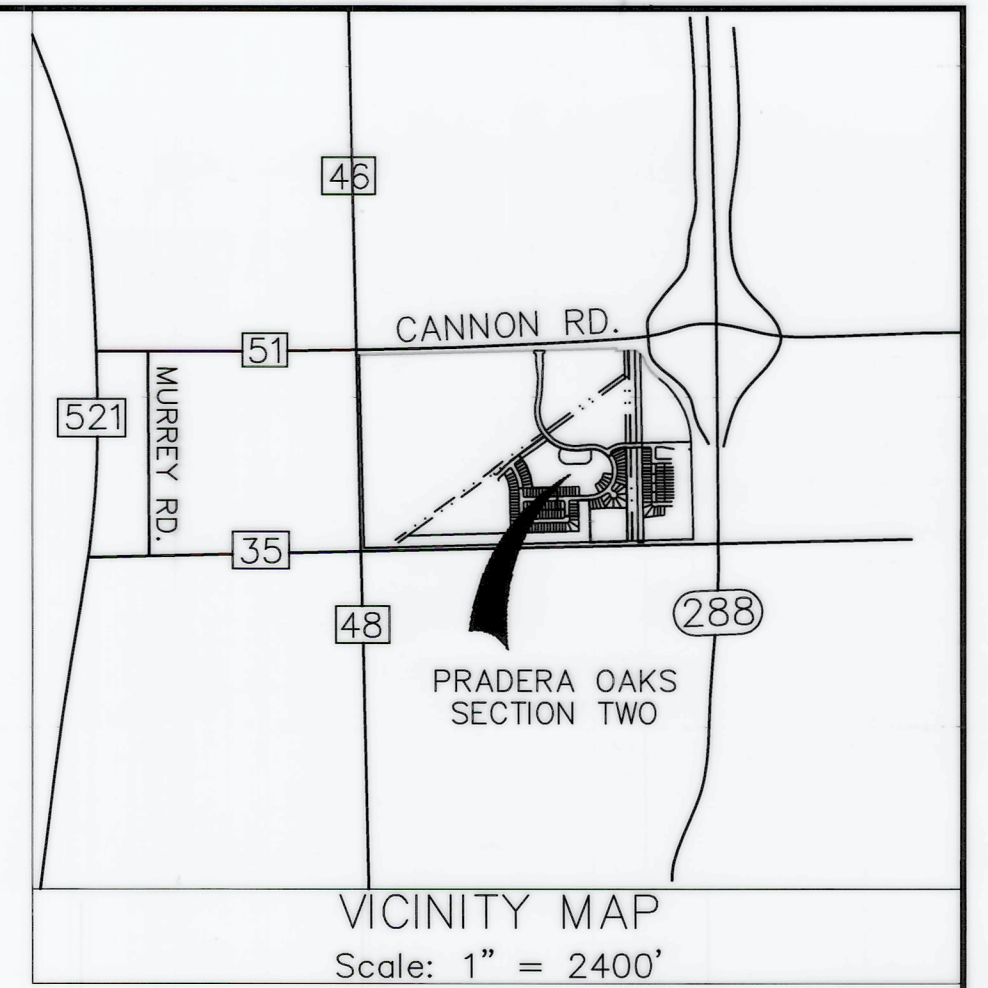 46
CANNON RD.
51
521
MURREY RD.
35
48
288
PRADERA OAKS
SECTION TWO
VICINITY MAP
Scale: 1" = 2400'